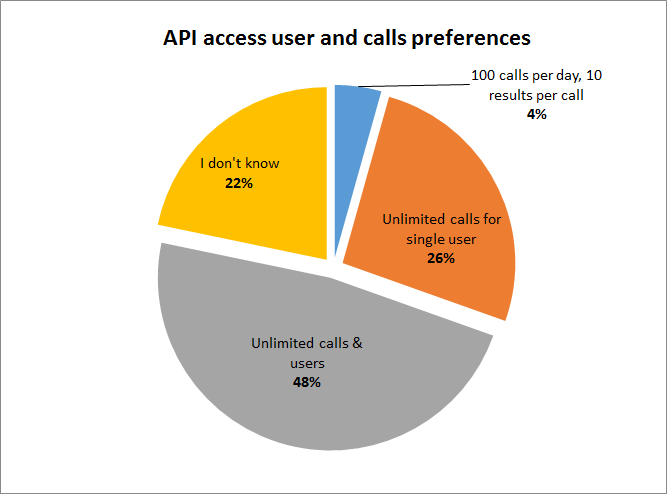 API access user and calls preferences
100 calls per day, 10
results per call
4%
Unlimited calls for
single user
26%
Unlimited calls &
users
48%
I don't know
22%